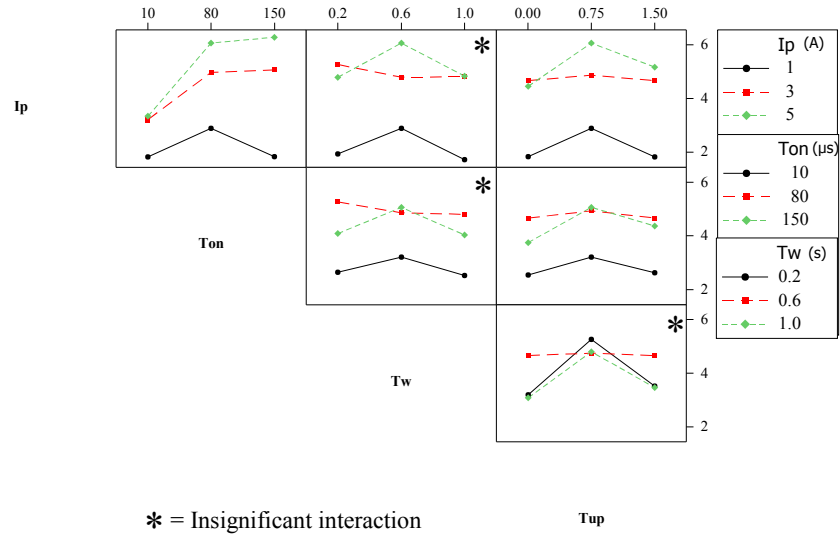 10 80 150 0.2 0.6 1.0 0.00 0.75 1.50
Ip
*
6
4
2
Ip (A)
1
3
5
Ton
*
6
4
2
Ton (µs)
10
80
150
Tw
*
6
4
2
Tw (s)
0.2
0.6
1.0
* = Insignificant interaction
Tup